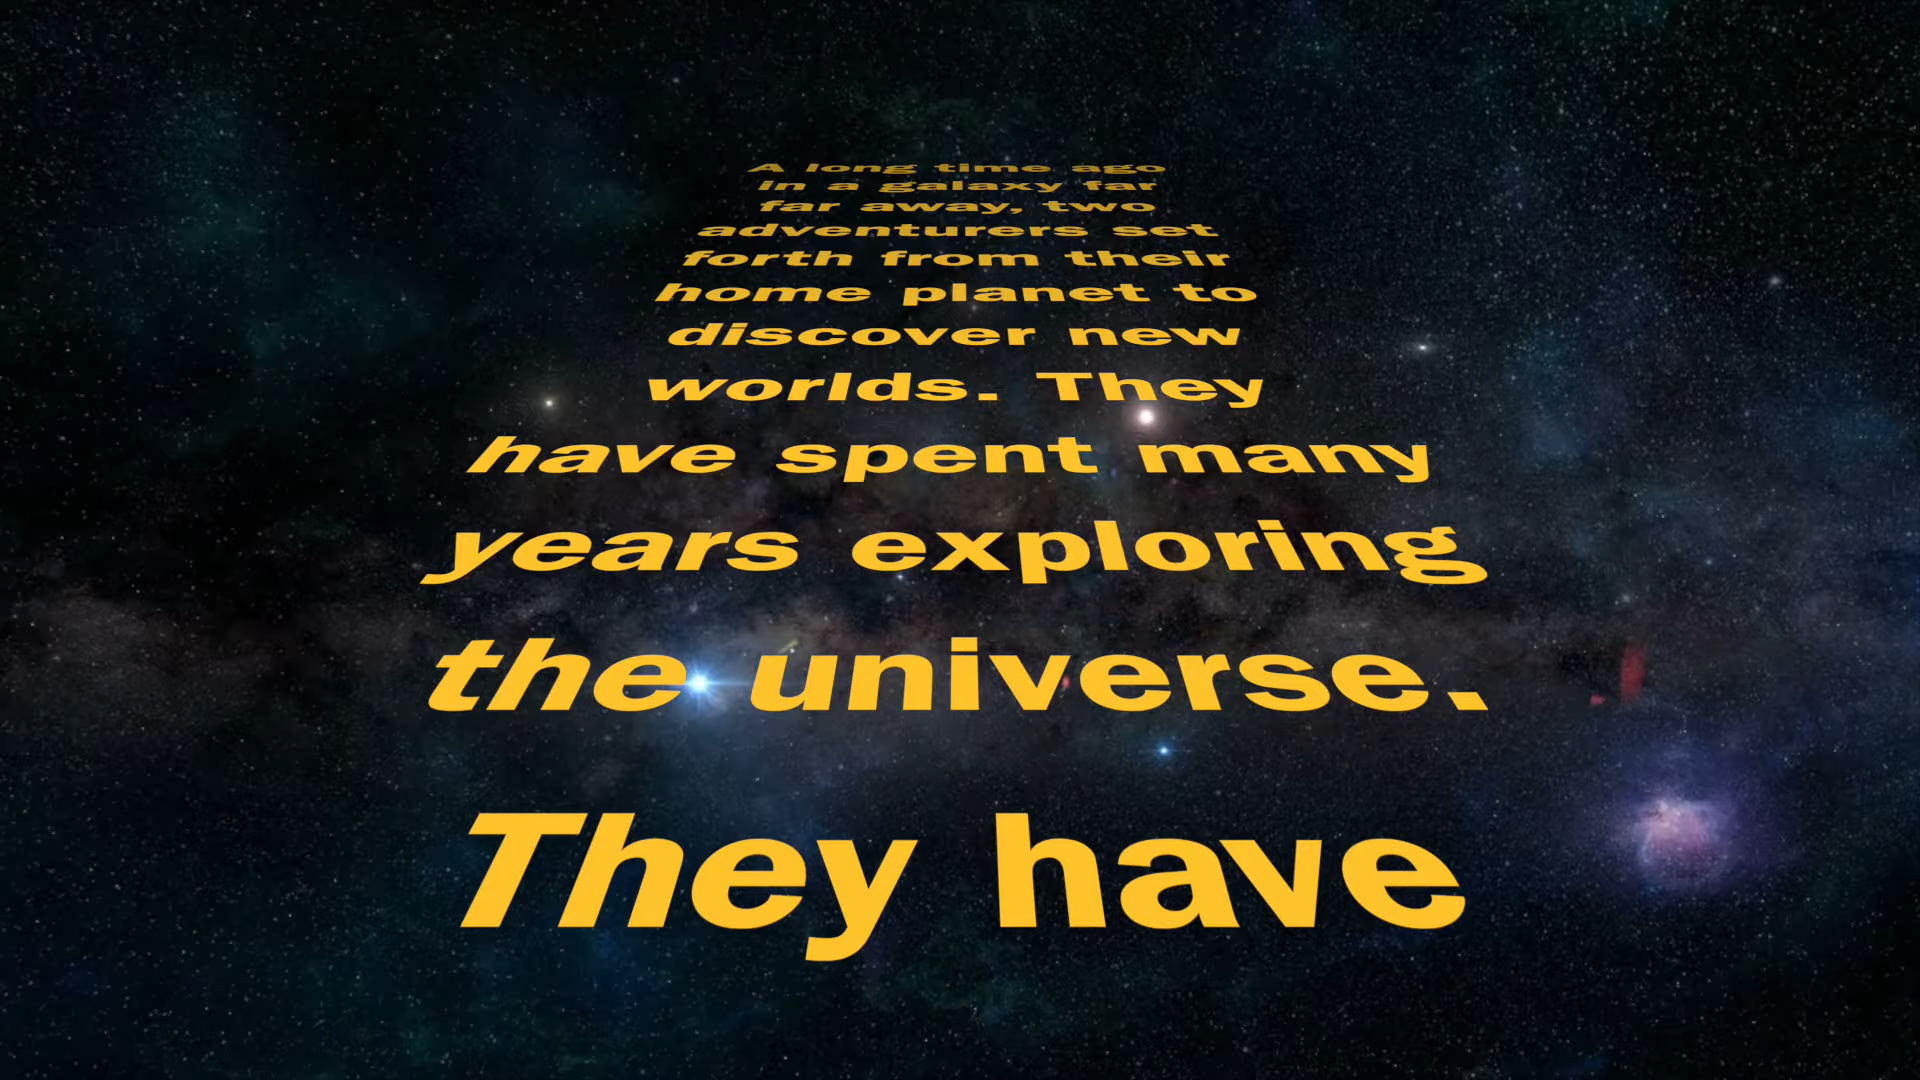 A long time ago
in a galaxy far
far away, two
adventurers set
forth from their
home planet to
discover new
worlds. They
have spent many
years exploring
the universe.
They have